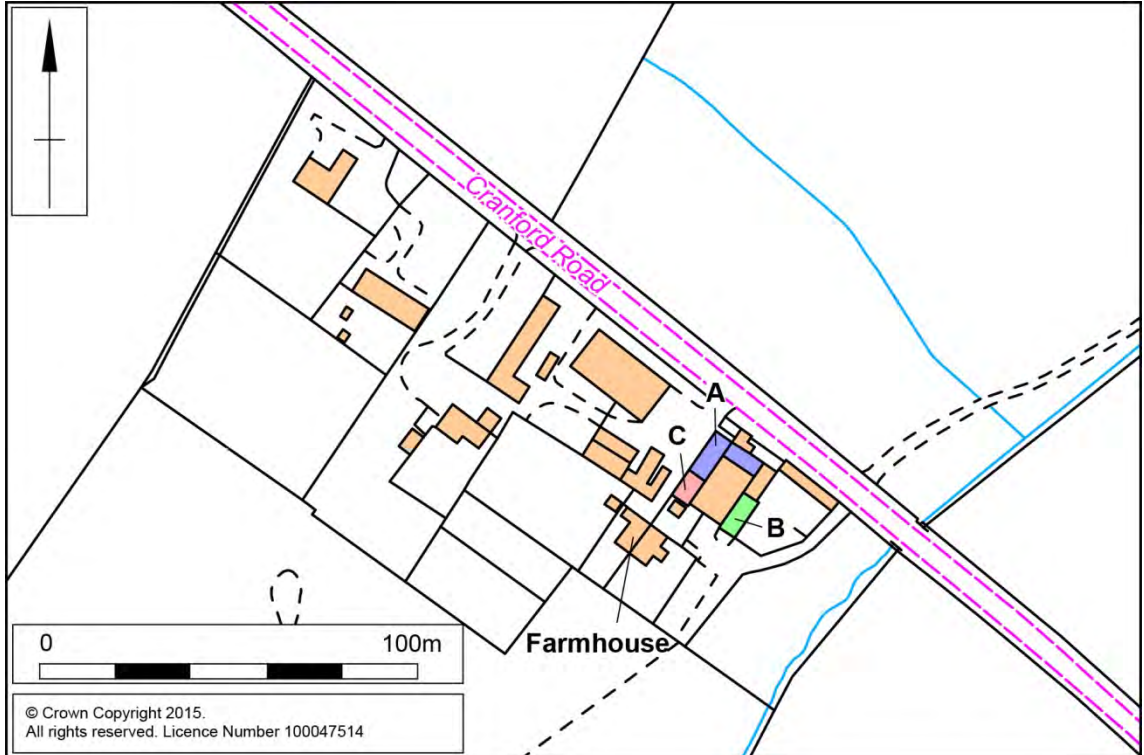 Cranford Road
A
C
B
Farmhouse
0 100m
© Crown Copyright 2015.
All rights reserved. Licence Number 100047514